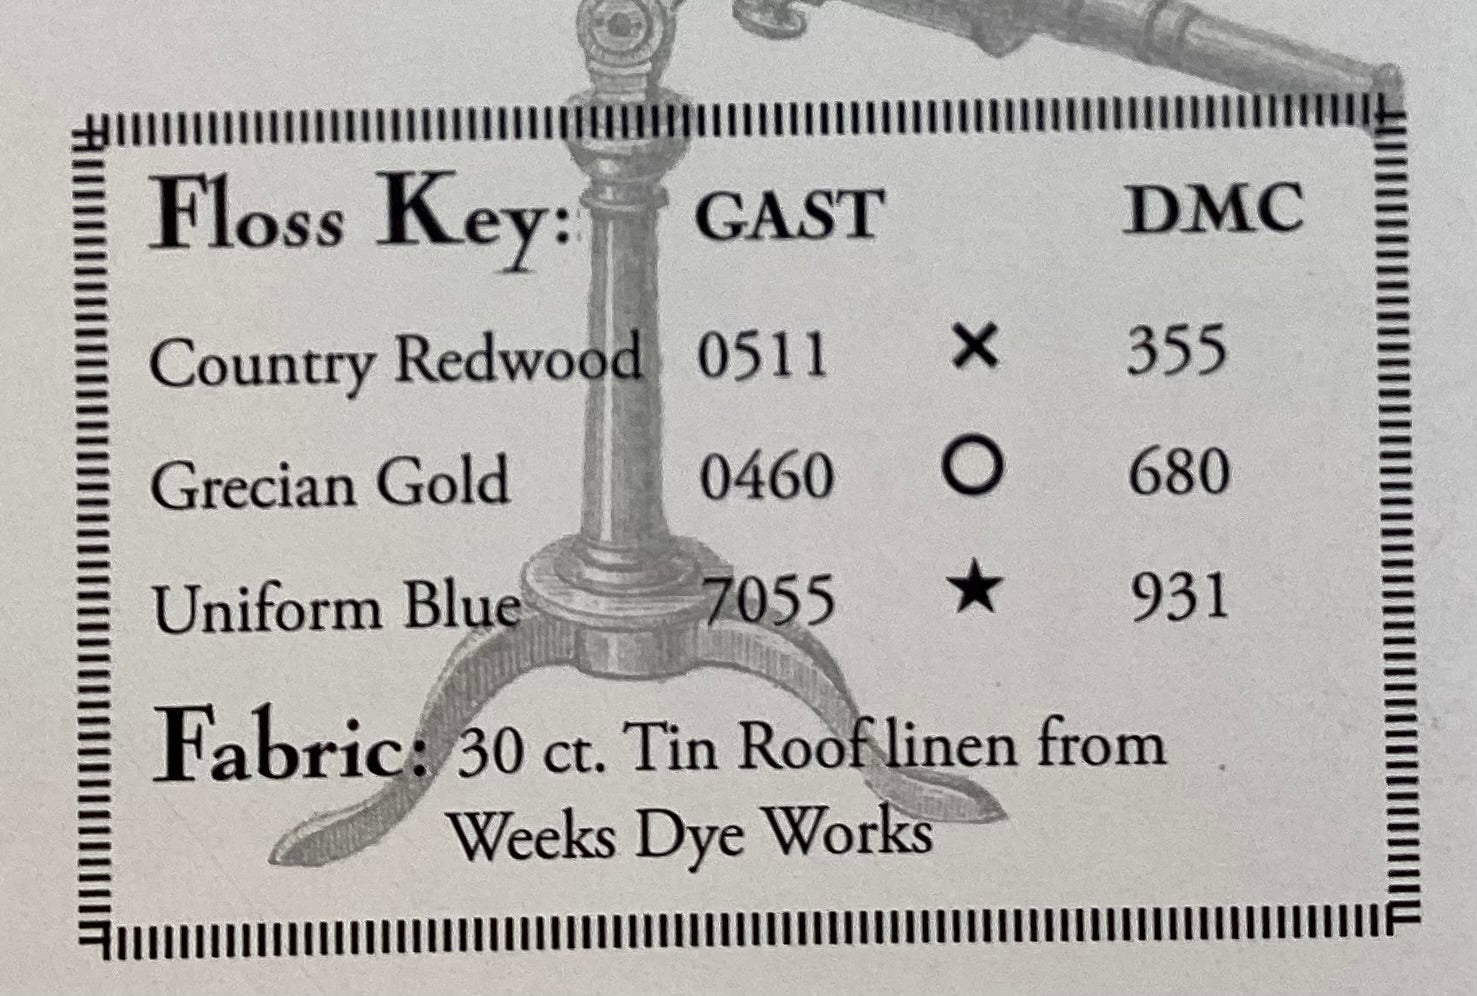 Floss Key: GAST DMC
Country Redwood 0511 × 355
Grecian Gold 0460 ○ 680
Uniform Blue 7055 ★ 931
Fabric: 30 ct. Tin Roof linen from
Weeks Dye Works